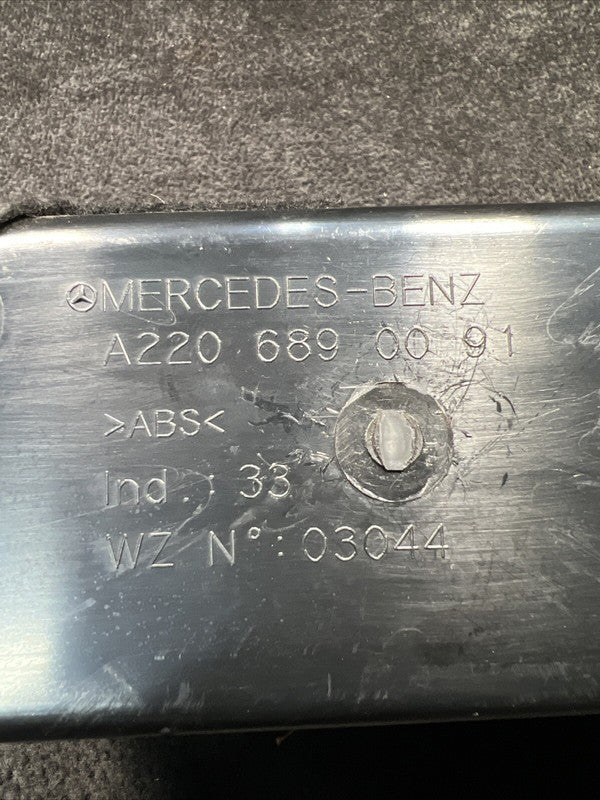 MERCEDES-BENZ
A220 689 00 91
>ABS<
Ind.: 33
WZ N°: 03044